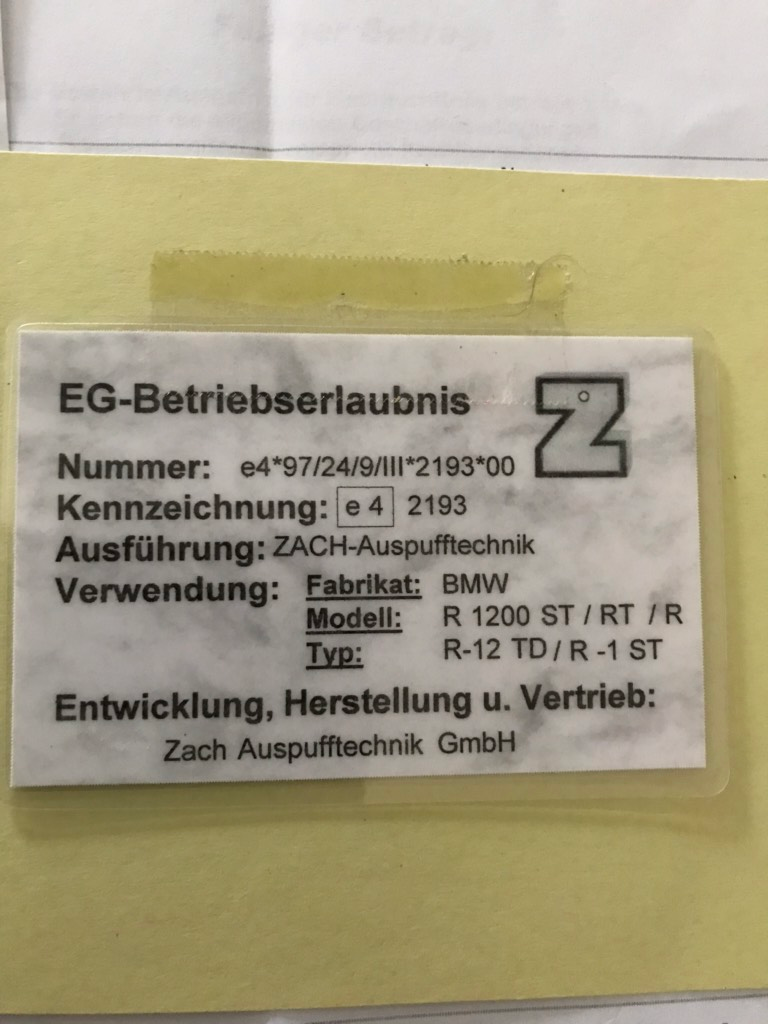 EG-Betriebserlaubnis
Z
Nummer: e4*97/24/9/III*2193*00
Kennzeichnung: e 4 2193
Ausführung: ZACH-Auspufftechnik
Verwendung: Fabrikat: BMW
Modell: R 1200 ST / RT / R
Typ: R-12 TD / R -1 ST
Entwicklung, Herstellung u. Vertrieb:
Zach Auspufftechnik GmbH